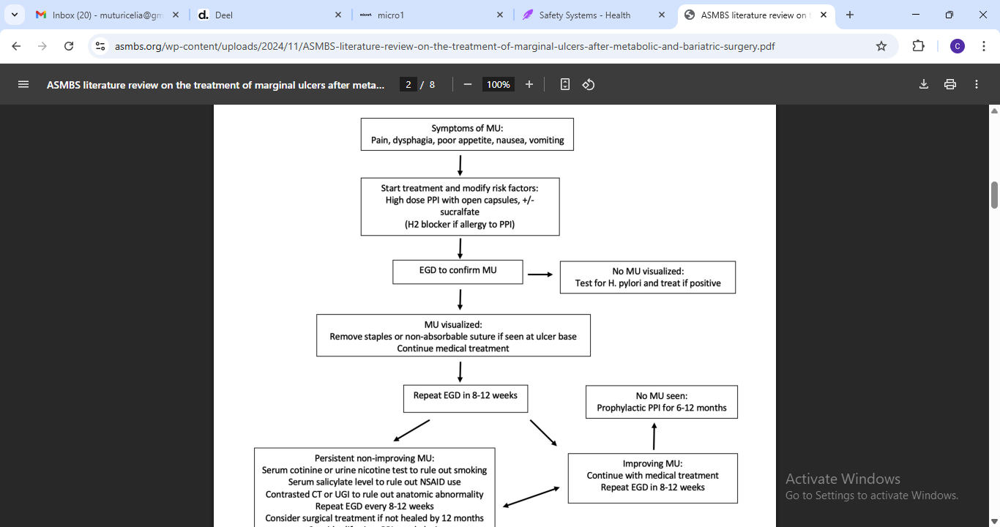 Inbox (20) - muturicelia@gm
Deel
micro1
Safety Systems - Health
ASMBS literature review on t
asmbs.org/wp-content/uploads/2024/11/ASMBS-literature-review-on-the-treatment-of-marginal-ulcers-after-metabolic-and-bariatric-surgery.pdf
C
ASMBS literature review on the treatment of marginal ulcers after meta...
2 / 8
100%
Symptoms of MU:
Pain, dysphagia, poor appetite, nausea, vomiting
Start treatment and modify risk factors:
High dose PPI with open capsules, +/-
sucralfate
(H2 blocker if allergy to PPI)
EGD to confirm MU
No MU visualized:
Test for H. pylori and treat if positive
MU visualized:
Remove staples or non-absorbable suture if seen at ulcer base
Continue medical treatment
Repeat EGD in 8-12 weeks
No MU seen:
Prophylactic PPI for 6-12 months
Persistent non-improving MU:
Serum cotinine or urine nicotine test to rule out smoking
Serum salicylate level to rule out NSAID use
Contrasted CT or UGI to rule out anatomic abnormality
Repeat EGD every 8-12 weeks
Consider surgical treatment if not healed by 12 months
Improving MU:
Continue with medical treatment
Repeat EGD in 8-12 weeks
Activate Windows
Go to Settings to activate Windows.